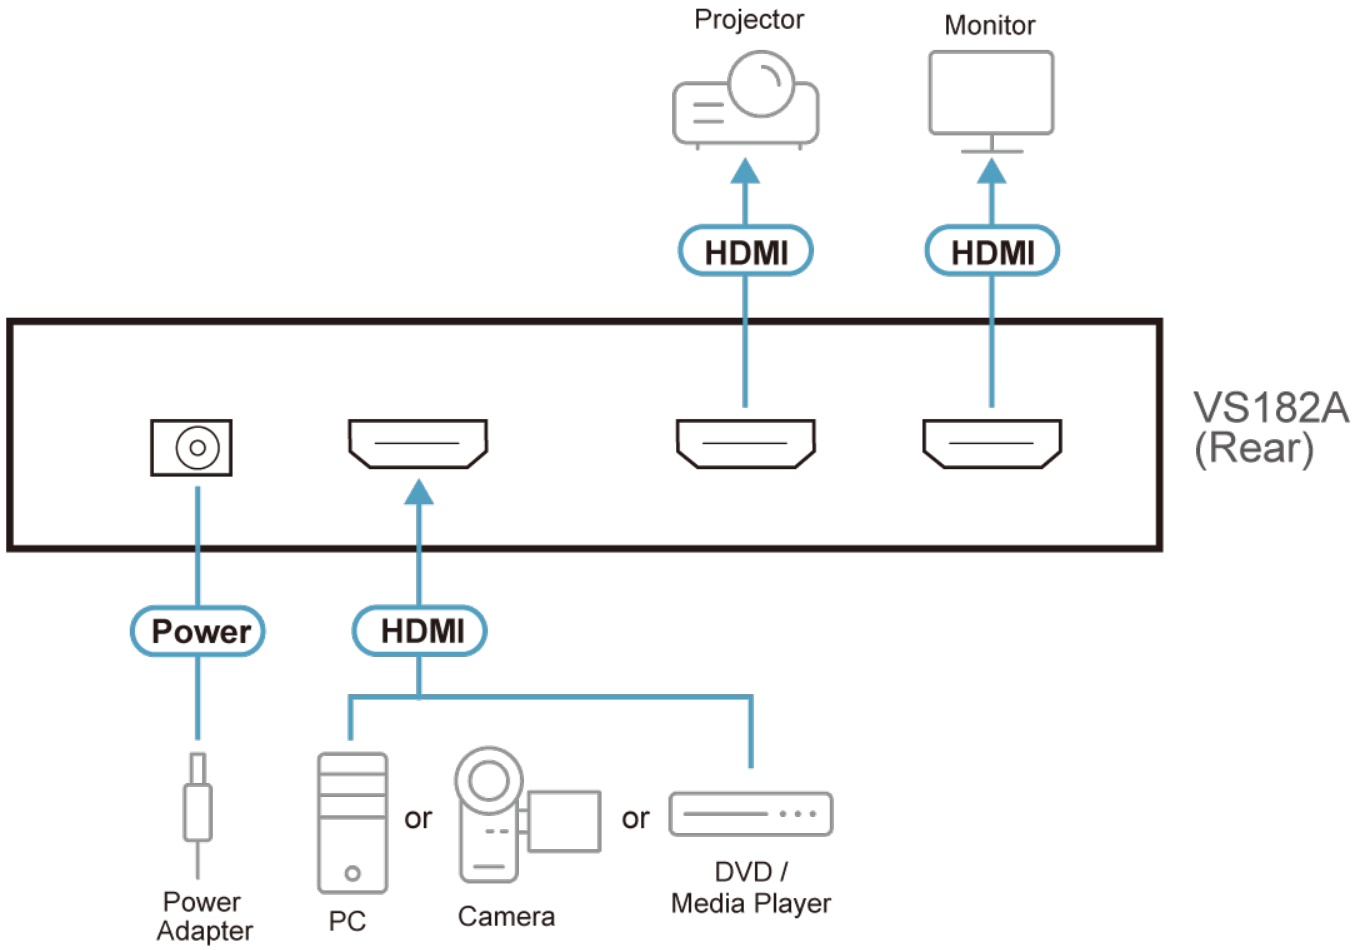 Projector
Monitor
HDMI
HDMI
VS182A
(Rear)
Power
HDMI
or
or
Power
Adapter
PC
Camera
DVD /
Media Player